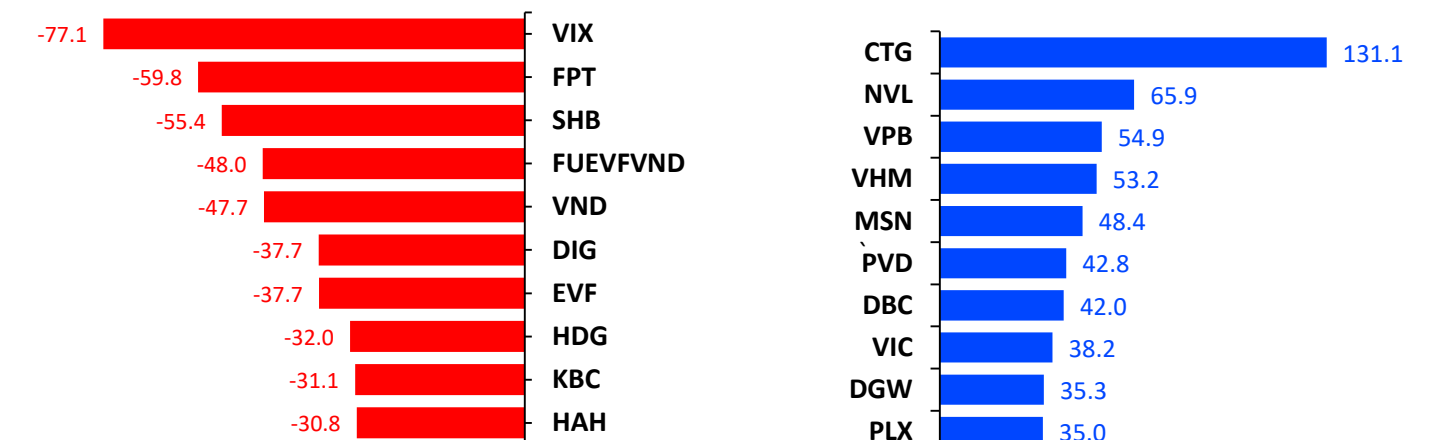 -77.1 VIX
-59.8 FPT
-55.4 SHB
-48.0 FUEVFVND
-47.7 VND
-37.7 DIG
-37.7 EVF
-32.0 HDG
-31.1 KBC
-30.8 HAH
CTG 131.1
NVL 65.9
VPB 54.9
VHM 53.2
MSN 48.4
`PVD 42.8
DBC 42.0
VIC 38.2
DGW 35.3
PLX 35.0